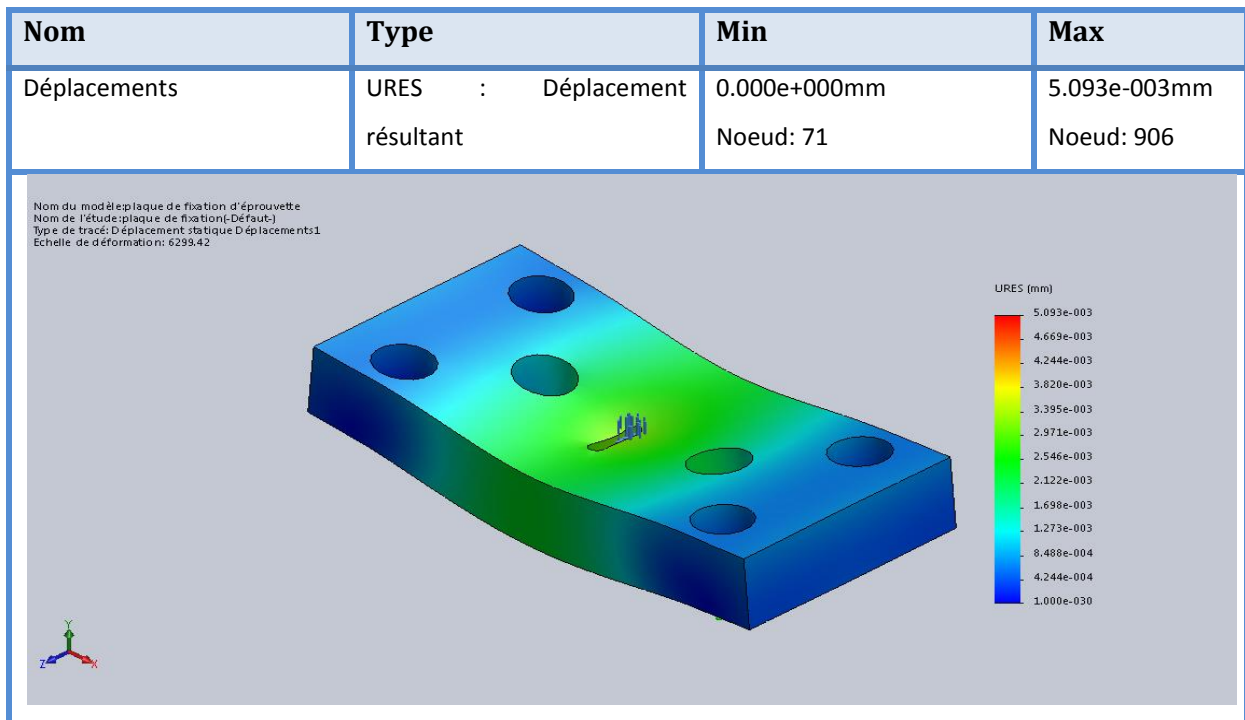 Nom Type Min Max
Déplacements URES : Déplacement 0.000e+000mm 5.093e-003mm
résultant Noeud: 71 Noeud: 906
Nom du modèle:plaque de fixation d'éprouvette
Nom de l'étude:plaque de fixation(-Défaut-)
Type de tracé: Déplacement statique Déplacements1
Echelle de déformation: 6299.42
URES (mm)
5.093e-003
4.669e-003
4.244e-003
3.820e-003
3.395e-003
2.971e-003
2.546e-003
2.122e-003
1.698e-003
1.273e-003
8.488e-004
4.244e-004
1.000e-030
Y
Z X